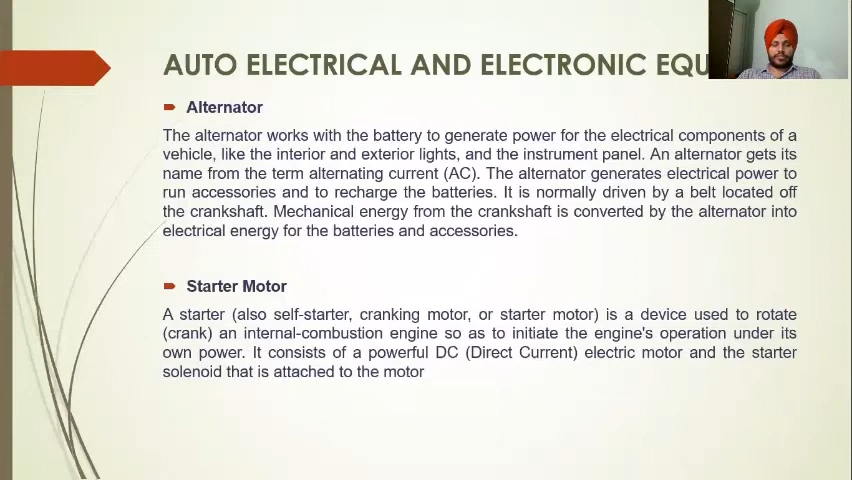 AUTO ELECTRICAL AND ELECTRONIC EQU
Alternator
The alternator works with the battery to generate power for the electrical components of a
vehicle, like the interior and exterior lights, and the instrument panel. An alternator gets its
name from the term alternating current (AC). The alternator generates electrical power to
run accessories and to recharge the batteries. It is normally driven by a belt located off
the crankshaft. Mechanical energy from the crankshaft is converted by the alternator into
electrical energy for the batteries and accessories.
Starter Motor
A starter (also self-starter, cranking motor, or starter motor) is a device used to rotate
(crank) an internal-combustion engine so as to initiate the engine's operation under its
own power. It consists of a powerful DC (Direct Current) electric motor and the starter
solenoid that is attached to the motor